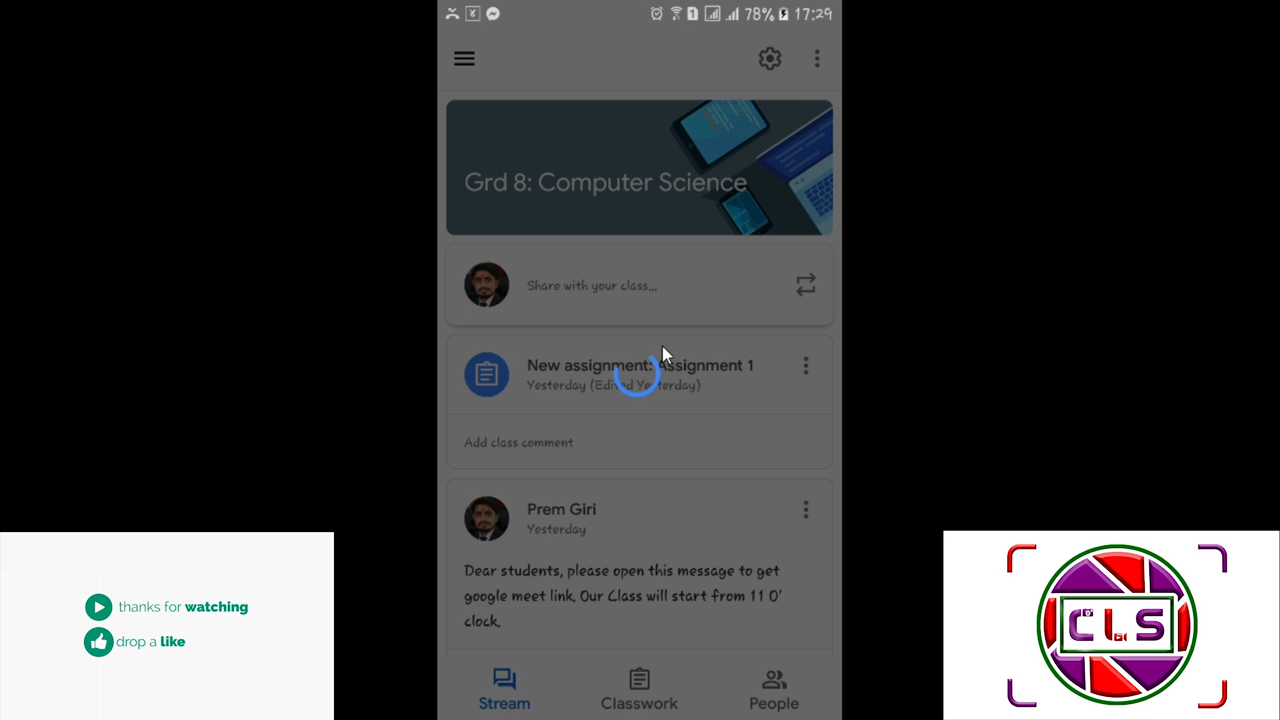 1 78% 17:29
Grd 8: Computer Science
Share with your class...
New assignment: Assignment 1
Yesterday (Edited Yesterday)
Add class comment
Prem Giri
Yesterday
Dear students, please open this message to get
google meet link. Our Class will start from 11 O'
clock.
Stream Classwork People
thanks for watching
drop a like
CLS